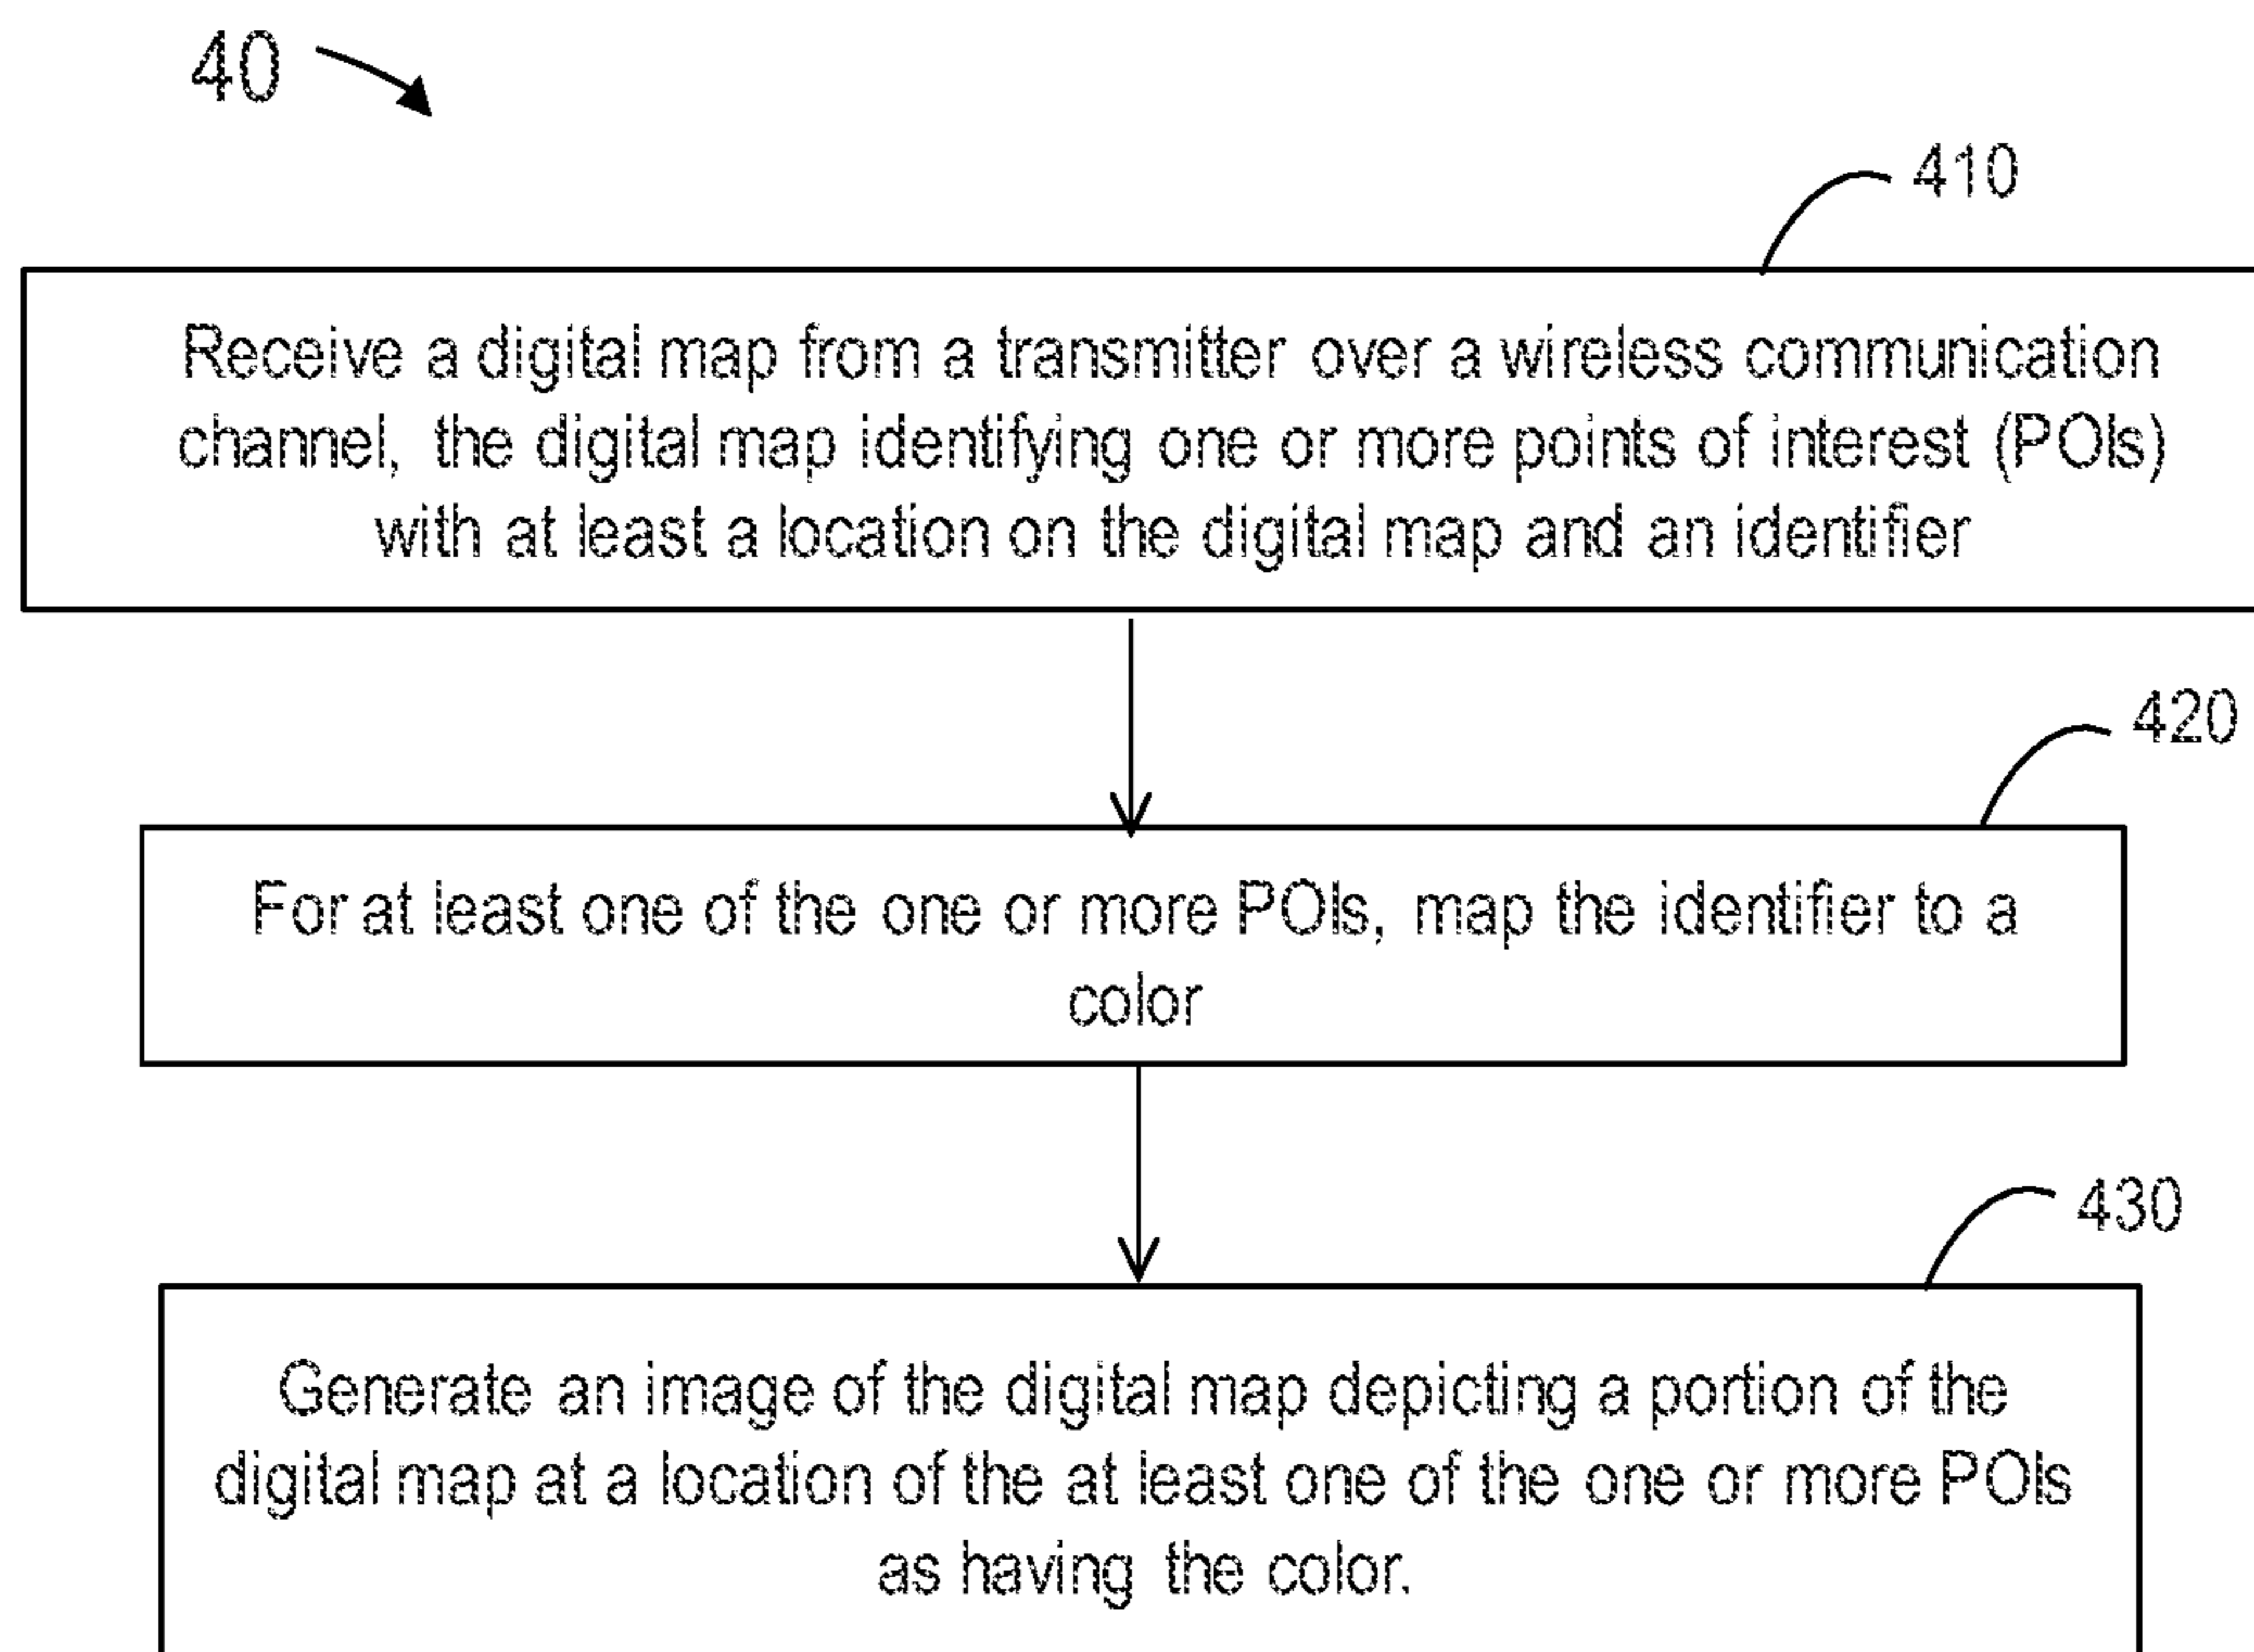 40
410
Receive a digital map from a transmitter over a wireless communication
channel, the digital map identifying one or more points of interest (POIs)
with at least a location on the digital map and an identifier
420
For at least one of the one or more POIs, map the identifier to a
color
430
Generate an image of the digital map depicting a portion of the
digital map at a location of the at least one of the one or more POIs
as having the color.